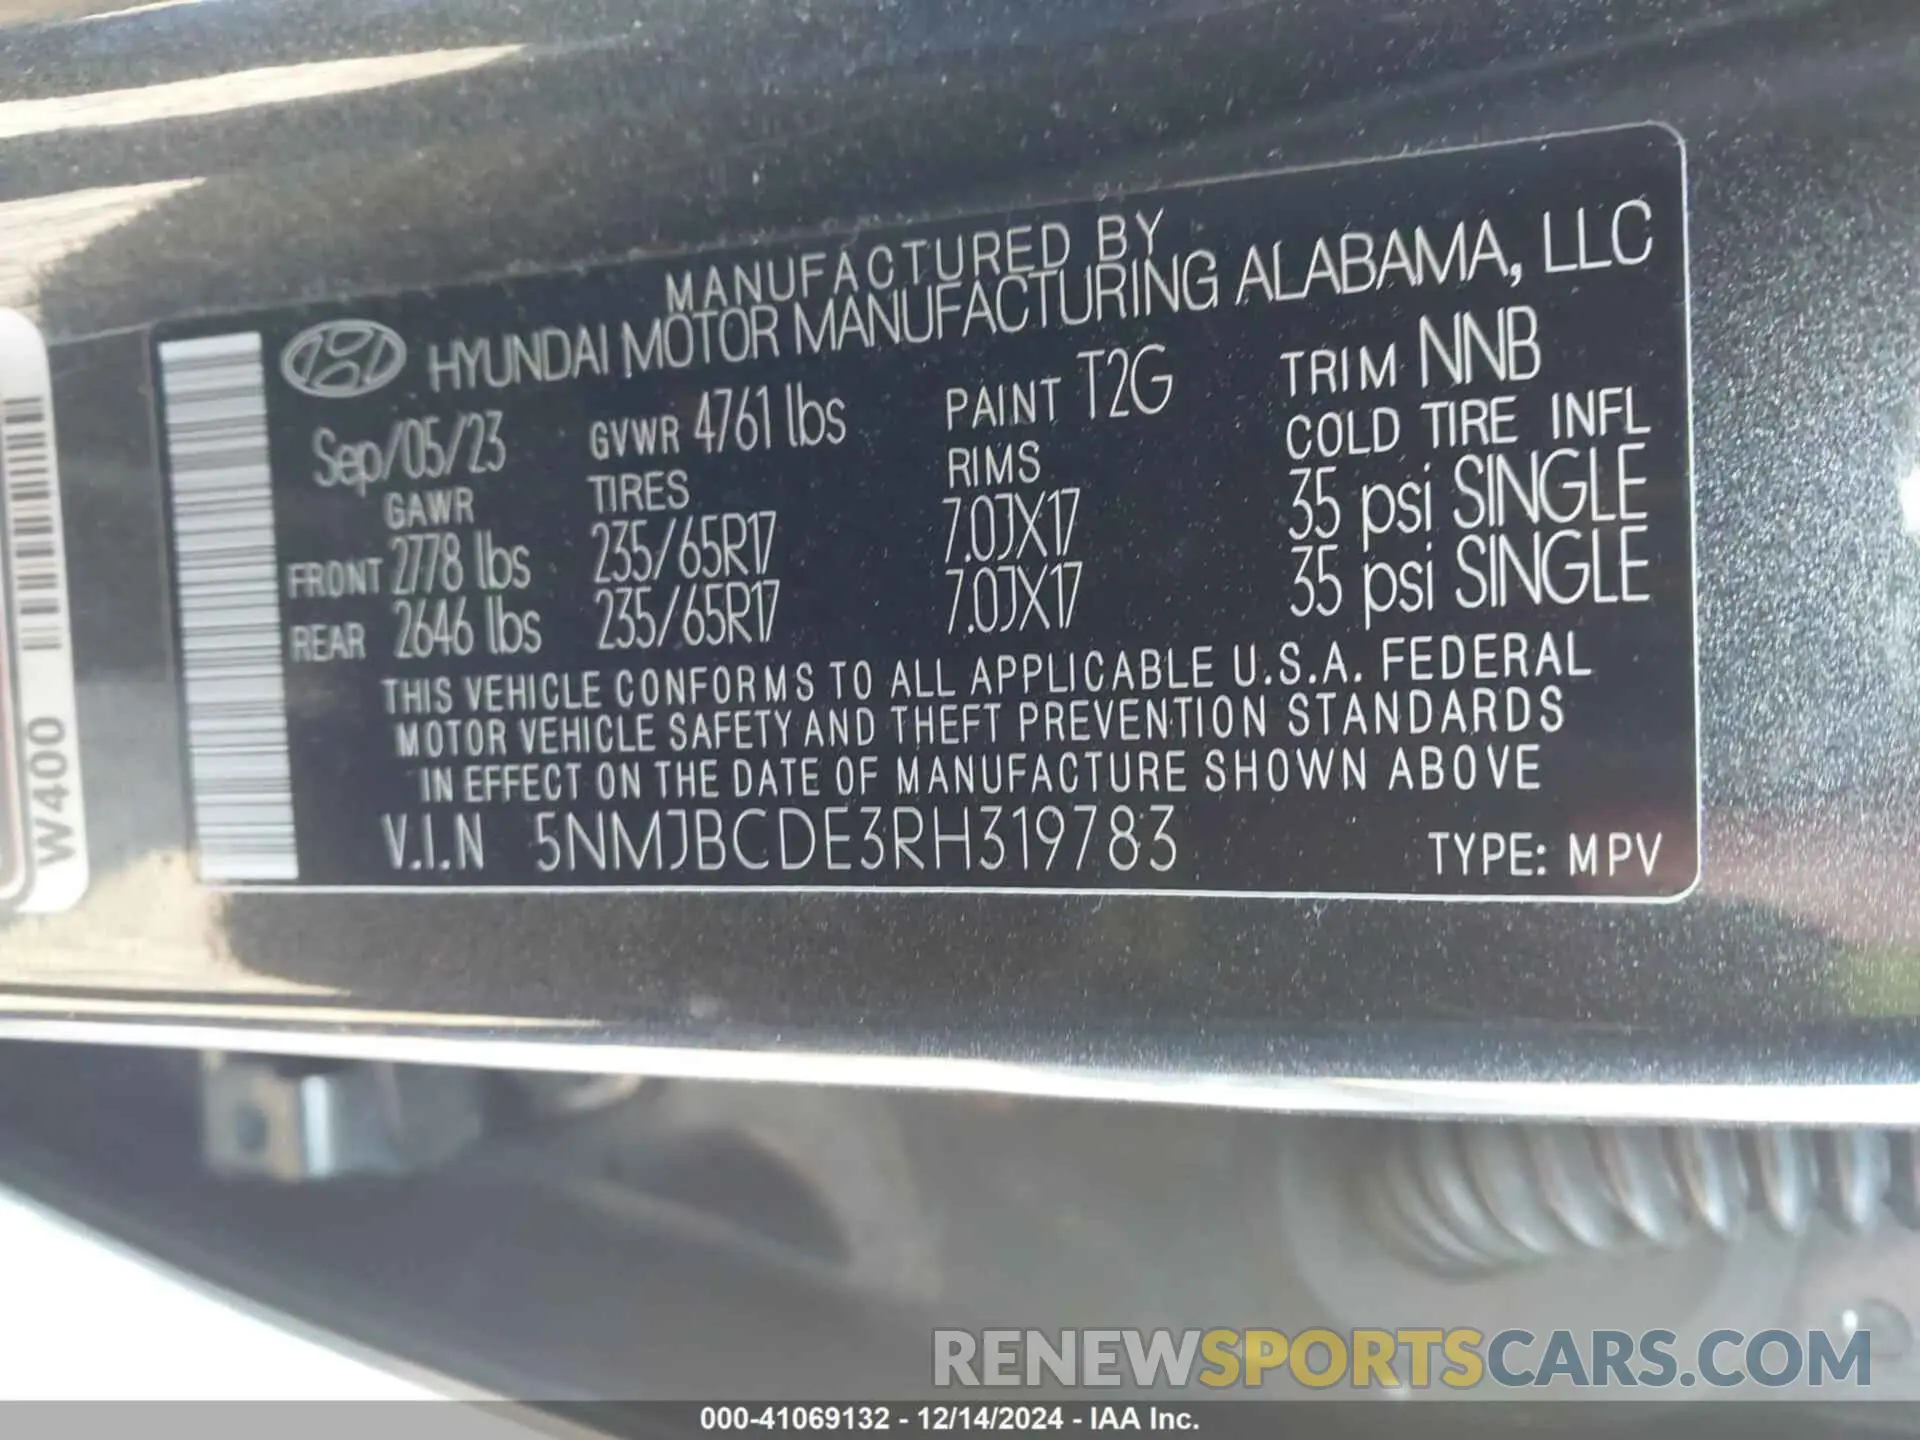 MANUFACTURED BY
HYUNDAI MOTOR MANUFACTURING ALABAMA, LLC
Sep/05/23 GVWR 4761 lbs PAINT T2G TRIM NNB
GAWR TIRES RIMS COLD TIRE INFL
FRONT 2778 lbs 235/65R17 7.0JX17 35 psi SINGLE
REAR 2646 lbs 235/65R17 7.0JX17 35 psi SINGLE
THIS VEHICLE CONFORMS TO ALL APPLICABLE U.S.A. FEDERAL
MOTOR VEHICLE SAFETY AND THEFT PREVENTION STANDARDS
IN EFFECT ON THE DATE OF MANUFACTURE SHOWN ABOVE
V.I.N 5NMJBCDE3RH319783 TYPE: MPV
W400
RENEWSPORTSCARS.COM
000-41069132 - 12/14/2024 - IAA Inc.